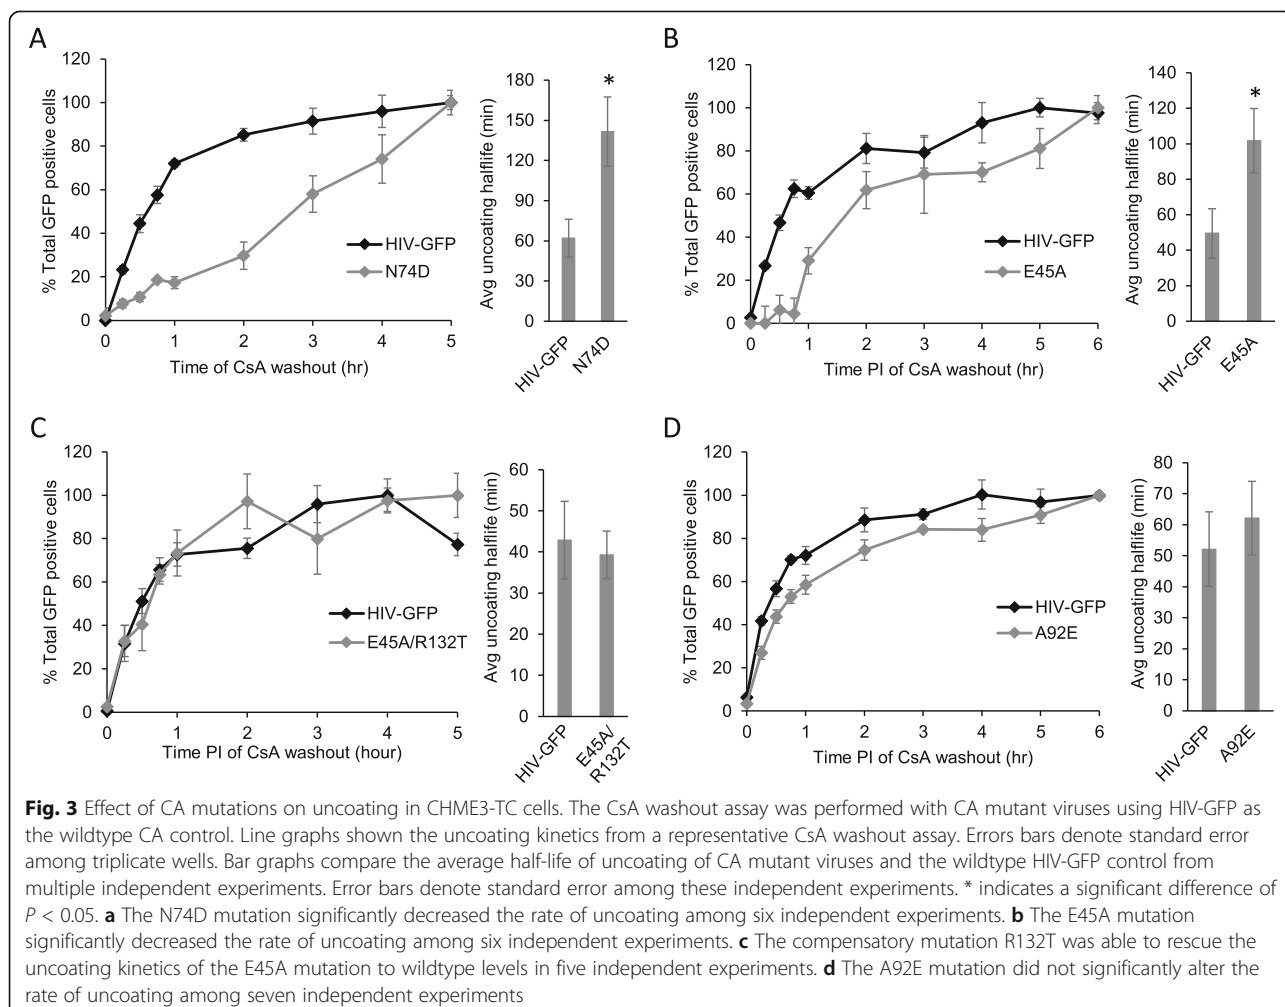 A
% Total GFP positive cells
120
100
80
60
40
20
0
0 1 2 3 4 5
Time of CsA washout (hr)
HIV-GFP
N74D
Avg uncoating halflife (min)
180
150
120
90
60
30
0
*
HIV-GFP
N74D
B
% Total GFP positive cells
120
100
80
60
40
20
0
0 1 2 3 4 5 6
Time PI of CsA washout (hr)
HIV-GFP
E45A
Avg uncoating halflife (min)
140
120
100
80
60
40
20
0
*
HIV-GFP
E45A
C
% Total GFP positive cells
120
100
80
60
40
20
0
0 1 2 3 4 5
Time PI of CsA washout (hour)
HIV-GFP
E45A/R132T
Avg uncoating halflife (min)
60
50
40
30
20
10
0
HIV-GFP
E45A/
R132T
D
% Total GFP positive cells
120
100
80
60
40
20
0
0 1 2 3 4 5 6
Time PI of CsA washout (hr)
HIV-GFP
A92E
Avg uncoating halflife (min)
80
70
60
50
40
30
20
10
0
HIV-GFP
A92E
Fig. 3 Effect of CA mutations on uncoating in CHME3-TC cells. The CsA washout assay was performed with CA mutant viruses using HIV-GFP as
the wildtype CA control. Line graphs shown the uncoating kinetics from a representative CsA washout assay. Errors bars denote standard error
among triplicate wells. Bar graphs compare the average half-life of uncoating of CA mutant viruses and the wildtype HIV-GFP control from
multiple independent experiments. Error bars denote standard error among these independent experiments. * indicates a significant difference of
P < 0.05. a The N74D mutation significantly decreased the rate of uncoating among six independent experiments. b The E45A mutation
significantly decreased the rate of uncoating among six independent experiments. c The compensatory mutation R132T was able to rescue the
uncoating kinetics of the E45A mutation to wildtype levels in five independent experiments. d The A92E mutation did not significantly alter the
rate of uncoating among seven independent experiments